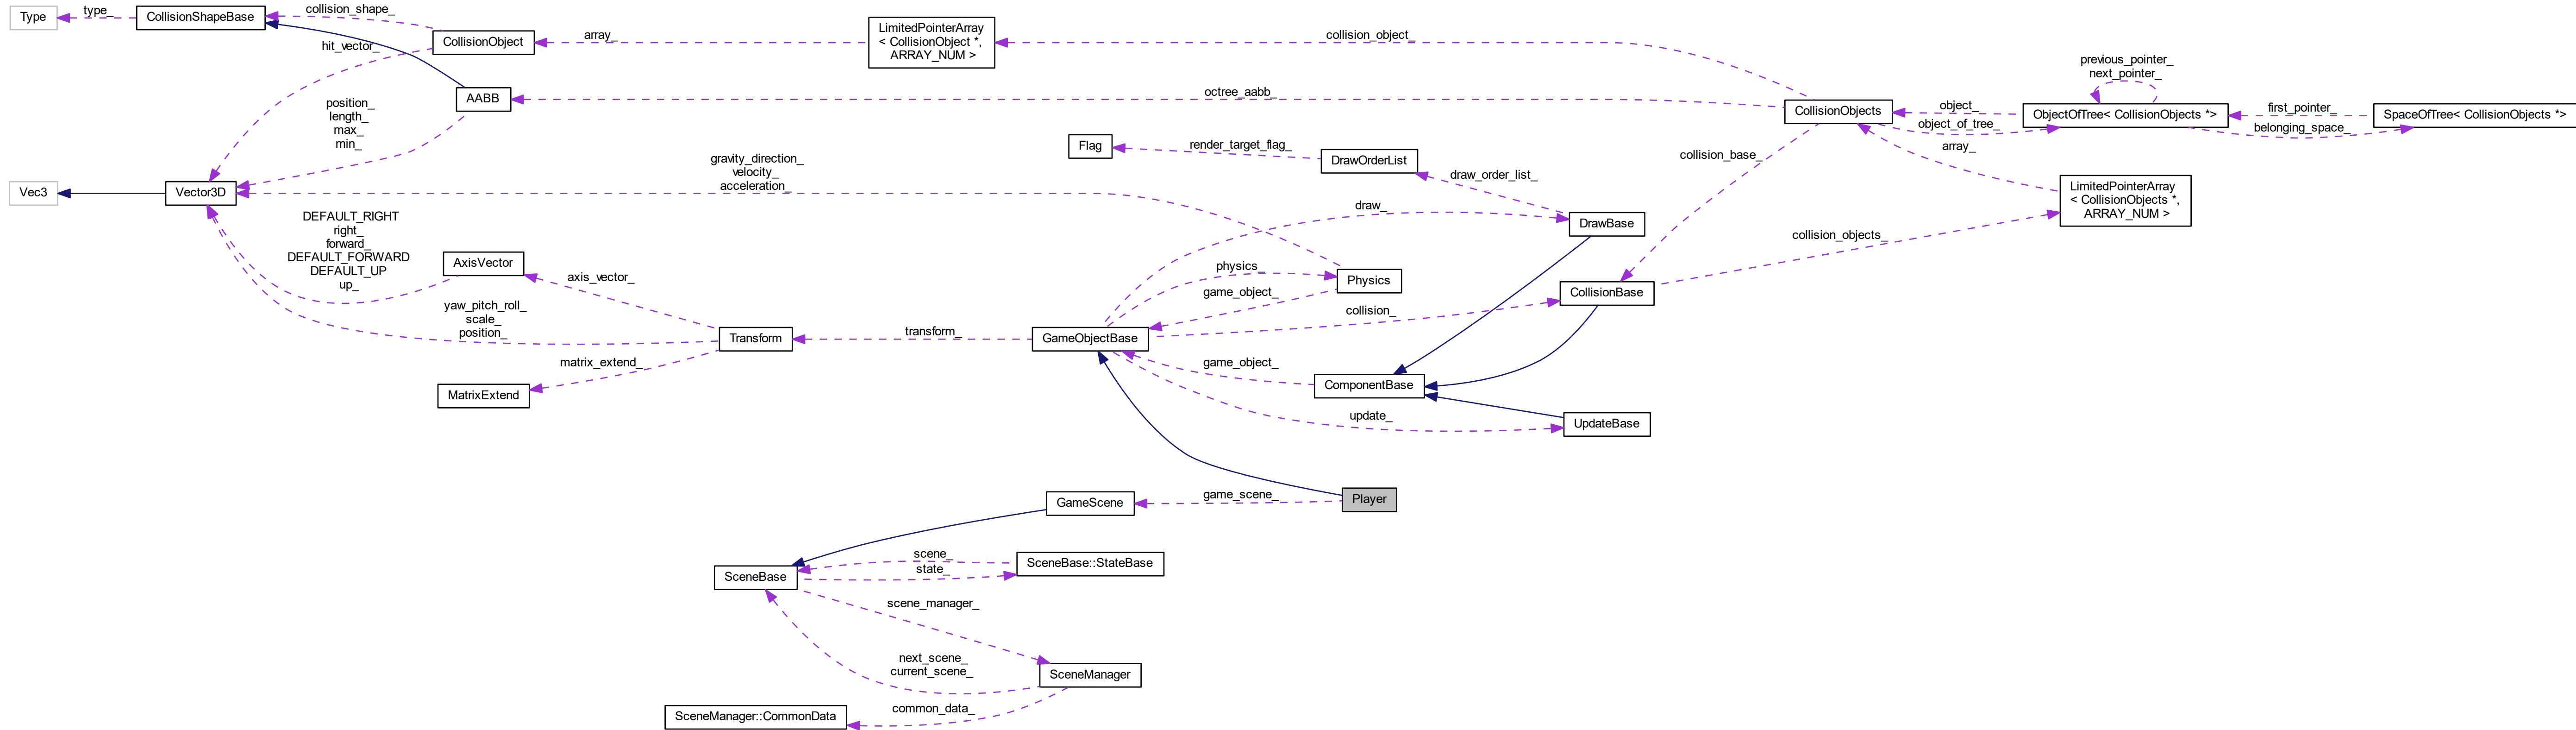 Type
type_
CollisionShapeBase
collision_shape_
CollisionObject
hit_vector_
array_
LimitedPointerArray
< CollisionObject *,
ARRAY_NUM >
collision_object_
AABB
octree_aabb_
position_
length_
max_
min_
CollisionObjects
object_
object_of_tree_
previous_pointer_
next_pointer_
ObjectOfTree< CollisionObjects *>
first_pointer_
belonging_space_
SpaceOfTree< CollisionObjects *>
Flag
render_target_flag_
DrawOrderList
collision_base_
array_
Vec3
Vector3D
gravity_direction_
velocity_
acceleration_
draw_order_list_
LimitedPointerArray
< CollisionObjects *,
ARRAY_NUM >
DEFAULT_RIGHT
right_
forward_
DEFAULT_FORWARD
DEFAULT_UP
up_
AxisVector
axis_vector_
draw_
DrawBase
physics_
Physics
game_object_
collision_objects_
CollisionBase
collision_
yaw_pitch_roll_
scale_
position_
Transform
transform_
GameObjectBase
matrix_extend_
MatrixExtend
game_object_
ComponentBase
update_
UpdateBase
GameScene
game_scene_
Player
SceneBase
scene_
state_
SceneBase::StateBase
scene_manager_
next_scene_
current_scene_
SceneManager
SceneManager::CommonData
common_data_